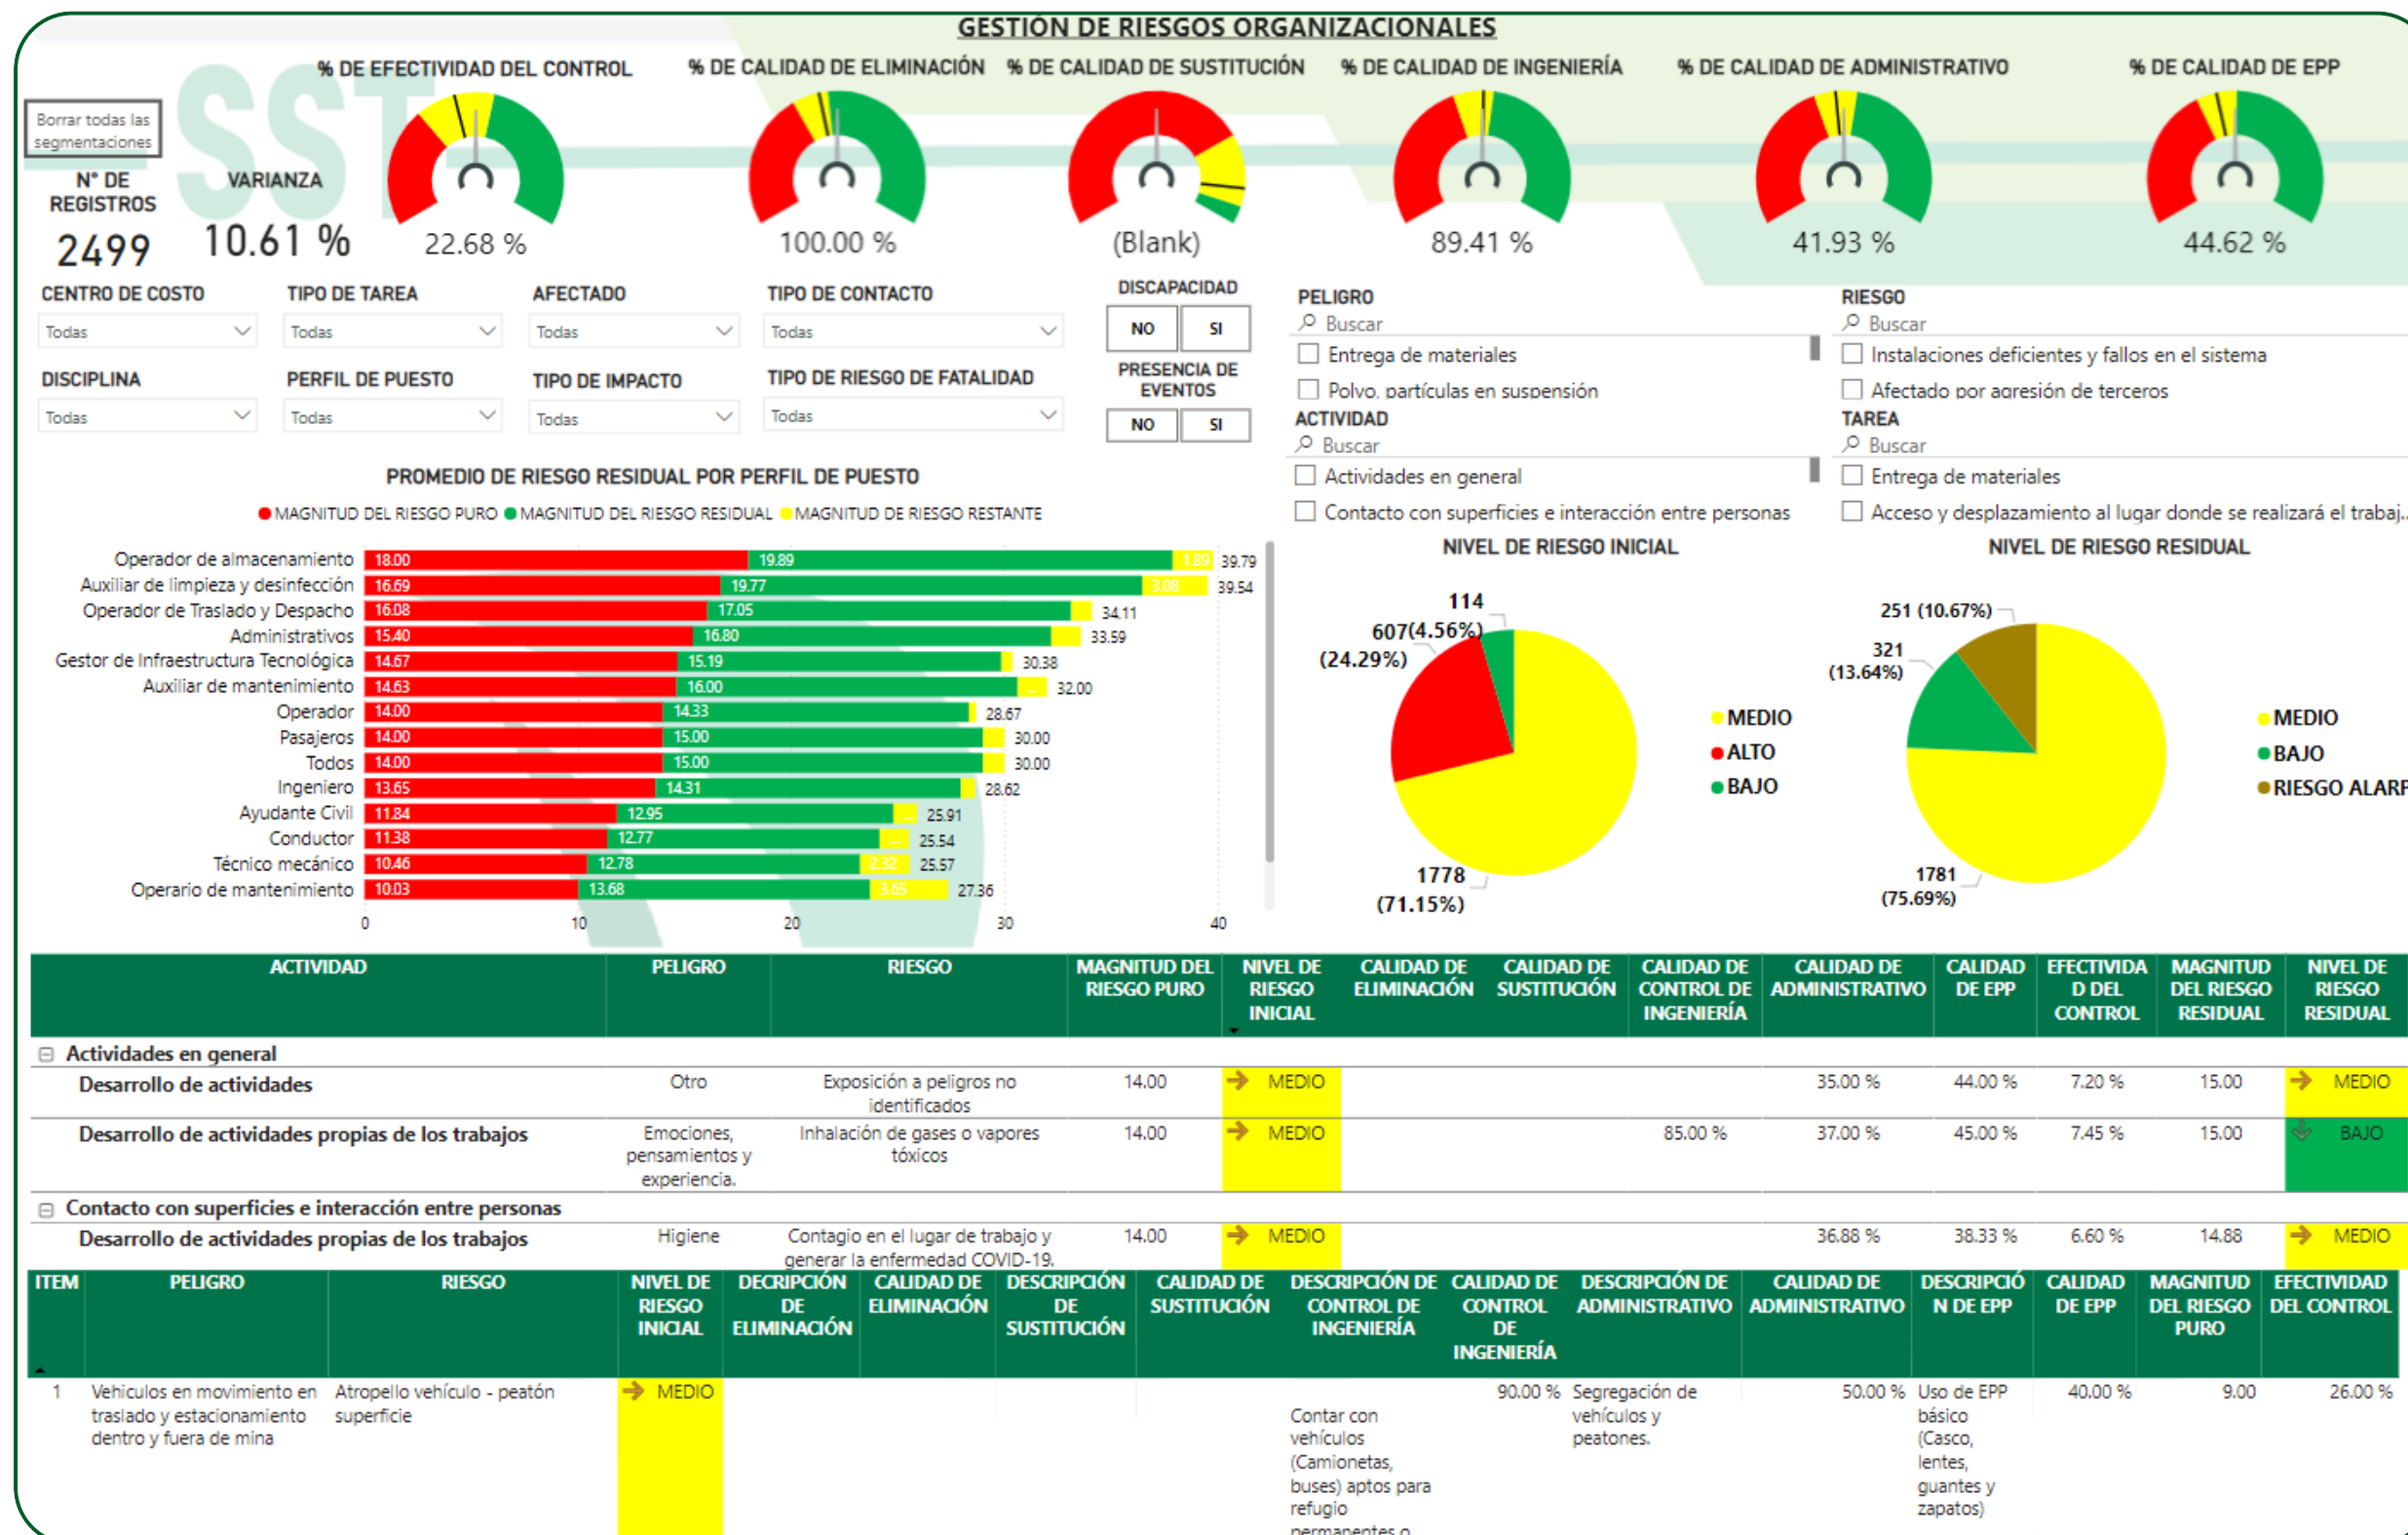 GESTIÓN DE RIESGOS ORGANIZACIONALES
SST
% DE EFECTIVIDAD DEL CONTROL
% DE CALIDAD DE ELIMINACIÓN
% DE CALIDAD DE SUSTITUCIÓN
% DE CALIDAD DE INGENIERÍA
% DE CALIDAD DE ADMINISTRATIVO
% DE CALIDAD DE EPP
Borrar todas las
segmentaciones
N° DE
REGISTROS
2499
VARIANZA
10.61 %
22.68 %
100.00 %
(Blank)
89.41 %
41.93 %
44.62 %
CENTRO DE COSTO
Todas
TIPO DE TAREA
Todas
AFECTADO
Todas
TIPO DE CONTACTO
Todas
DISCAPACIDAD
NO SI
DISCIPLINA
Todas
PERFIL DE PUESTO
Todas
TIPO DE IMPACTO
Todas
TIPO DE RIESGO DE FATALIDAD
Todas
PRESENCIA DE
EVENTOS
NO SI
PELIGRO
Buscar
Entrega de materiales
Polvo, partículas en suspensión
RIESGO
Buscar
Instalaciones deficientes y fallos en el sistema
Afectado por agresión de terceros
ACTIVIDAD
Buscar
Actividades en general
Contacto con superficies e interacción entre personas
TAREA
Buscar
Entrega de materiales
Acceso y desplazamiento al lugar donde se realizará el trabaj...
PROMEDIO DE RIESGO RESIDUAL POR PERFIL DE PUESTO
MAGNITUD DEL RIESGO PURO MAGNITUD DEL RIESGO RESIDUAL MAGNITUD DE RIESGO RESTANTE
Operador de almacenamiento 18.00 19.89 1.89 39.79
Auxiliar de limpieza y desinfección 16.69 19.77 3.08 39.54
Operador de Traslado y Despacho 16.08 17.05 34.11
Administrativos 15.40 16.80 33.59
Gestor de Infraestructura Tecnológica 14.67 15.19 30.38
Auxiliar de mantenimiento 14.63 16.00 ... 32.00
Operador 14.00 14.33 28.67
Pasajeros 14.00 15.00 30.00
Todos 14.00 15.00 30.00
Ingeniero 13.65 14.31 28.62
Ayudante Civil 11.84 12.95 ... 25.91
Conductor 11.38 12.77 ... 25.54
Técnico mecánico 10.46 12.78 2.32 25.57
Operario de mantenimiento 10.03 13.68 3.65 27.36
0 10 20 30 40
NIVEL DE RIESGO INICIAL
114
(4.56%)
607
(24.29%)
1778
(71.15%)
MEDIO
ALTO
BAJO
NIVEL DE RIESGO RESIDUAL
251 (10.67%)
321
(13.64%)
1781
(75.69%)
MEDIO
BAJO
RIESGO ALARP
ACTIVIDAD
PELIGRO
RIESGO
MAGNITUD DEL
RIESGO PURO
NIVEL DE
RIESGO
INICIAL
CALIDAD DE
ELIMINACIÓN
CALIDAD DE
SUSTITUCIÓN
CALIDAD DE
CONTROL DE
INGENIERÍA
CALIDAD DE
ADMINISTRATIVO
CALIDAD
DE EPP
EFECTIVIDA
D DEL
CONTROL
MAGNITUD
DEL RIESGO
RESIDUAL
NIVEL DE
RIESGO
RESIDUAL
Actividades en general
Desarrollo de actividades
Otro
Exposición a peligros no
identificados
14.00 MEDIO 35.00 % 44.00 % 7.20 % 15.00 MEDIO
Desarrollo de actividades propias de los trabajos
Emociones,
pensamientos y
experiencia.
Inhalación de gases o vapores
tóxicos
14.00 MEDIO 85.00 % 37.00 % 45.00 % 7.45 % 15.00 BAJO
Contacto con superficies e interacción entre personas
Desarrollo de actividades propias de los trabajos
Higiene
Contagio en el lugar de trabajo y
generar la enfermedad COVID-19.
14.00 MEDIO 36.88 % 38.33 % 6.60 % 14.88 MEDIO
ITEM
PELIGRO
RIESGO
NIVEL DE
RIESGO
INICIAL
DECRIPCIÓN
DE
ELIMINACIÓN
CALIDAD DE
ELIMINACIÓN
DESCRIPCIÓN
DE
SUSTITUCIÓN
CALIDAD DE
SUSTITUCIÓN
DESCRIPCIÓN DE
CONTROL DE
INGENIERÍA
CALIDAD DE
CONTROL
DE
INGENIERÍA
DESCRIPCIÓN DE
ADMINISTRATIVO
CALIDAD DE
ADMINISTRATIVO
DESCRIPCIÓ
N DE EPP
CALIDAD
DE EPP
MAGNITUD
DEL RIESGO
PURO
EFECTIVIDAD
DEL CONTROL
1
Vehiculos en movimiento en
traslado y estacionamiento
dentro y fuera de mina
Atropello vehículo - peatón
superficie
MEDIO
Contar con
vehículos
(Camionetas,
buses) aptos para
refugio
permanentes o
90.00 %
Segregación de
vehículos y
peatones.
50.00 %
Uso de EPP
básico
(Casco,
lentes,
guantes y
zapatos)
40.00 %
9.00
26.00 %